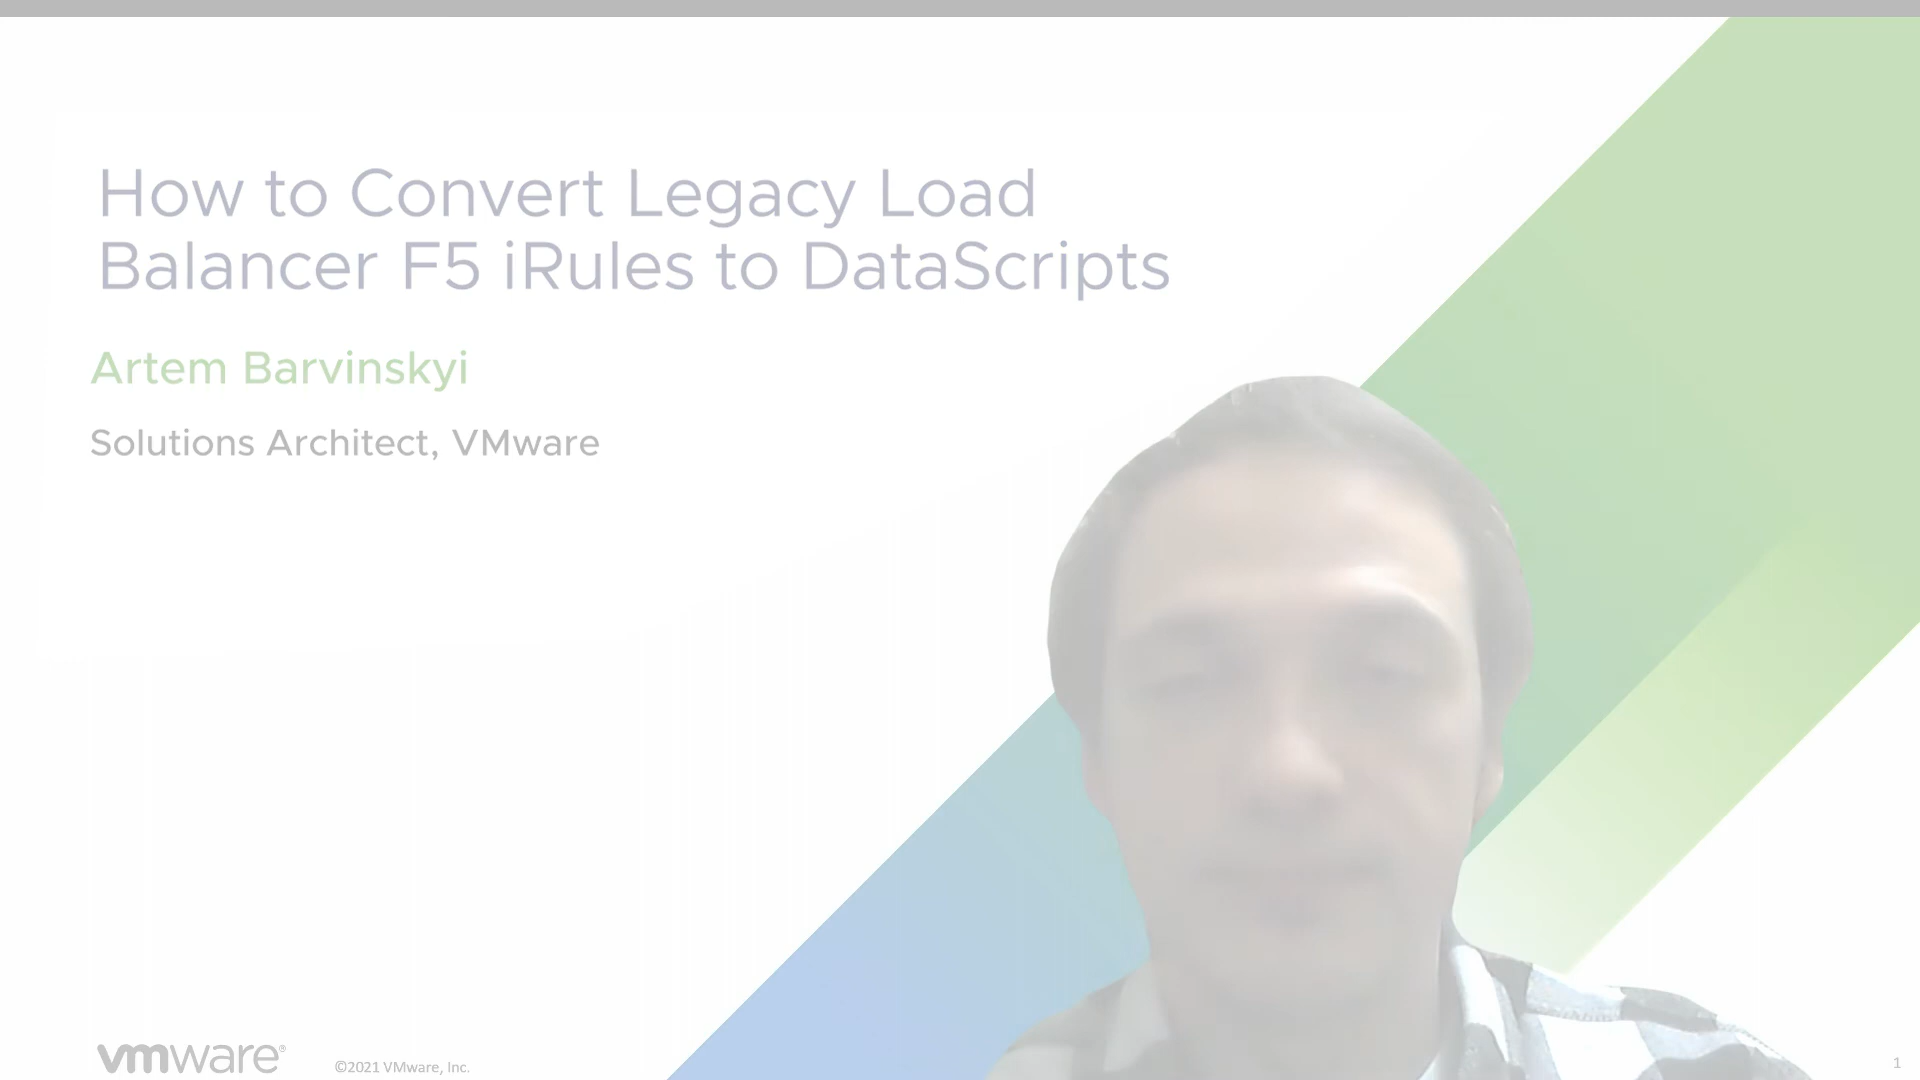 How to Convert Legacy Load
Balancer F5 iRules to DataScripts
Artem Barvinskyi
Solutions Architect, VMware
vmware®
©2021 VMware, Inc.
1